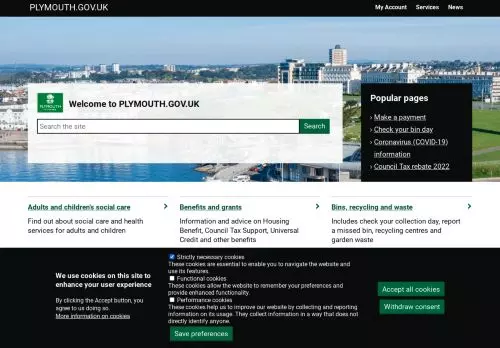 PLYMOUTH.GOV.UK
My Account
Services
News
PLYMOUTH
Welcome to PLYMOUTH.GOV.UK
Search the site
Search
Popular pages
Make a payment
Check your bin day
Coronavirus (COVID-19)
information
Council Tax rebate 2022
Adults and children's social care
Find out about social care and health
services for adults and children
Benefits and grants
Information and advice on Housing
Benefit, Council Tax Support, Universal
Credit and other benefits
Bins, recycling and waste
Includes check your collection day, report
a missed bin, recycling centres and
garden waste
We use cookies on this site to
enhance your user experience
By clicking the Accept button, you
agree to us doing so.
More information on cookies
Strictly necessary cookies
These cookies are essential to enable you to navigate the website and
use its features.
Functional cookies
These cookies allow the website to remember your preferences and
provide enhanced functionality.
Performance cookies
These cookies help us to improve our website by collecting and reporting
information on its usage. They collect information in a way that does not
directly identify anyone.
Save preferences
Accept all cookies
Withdraw consent